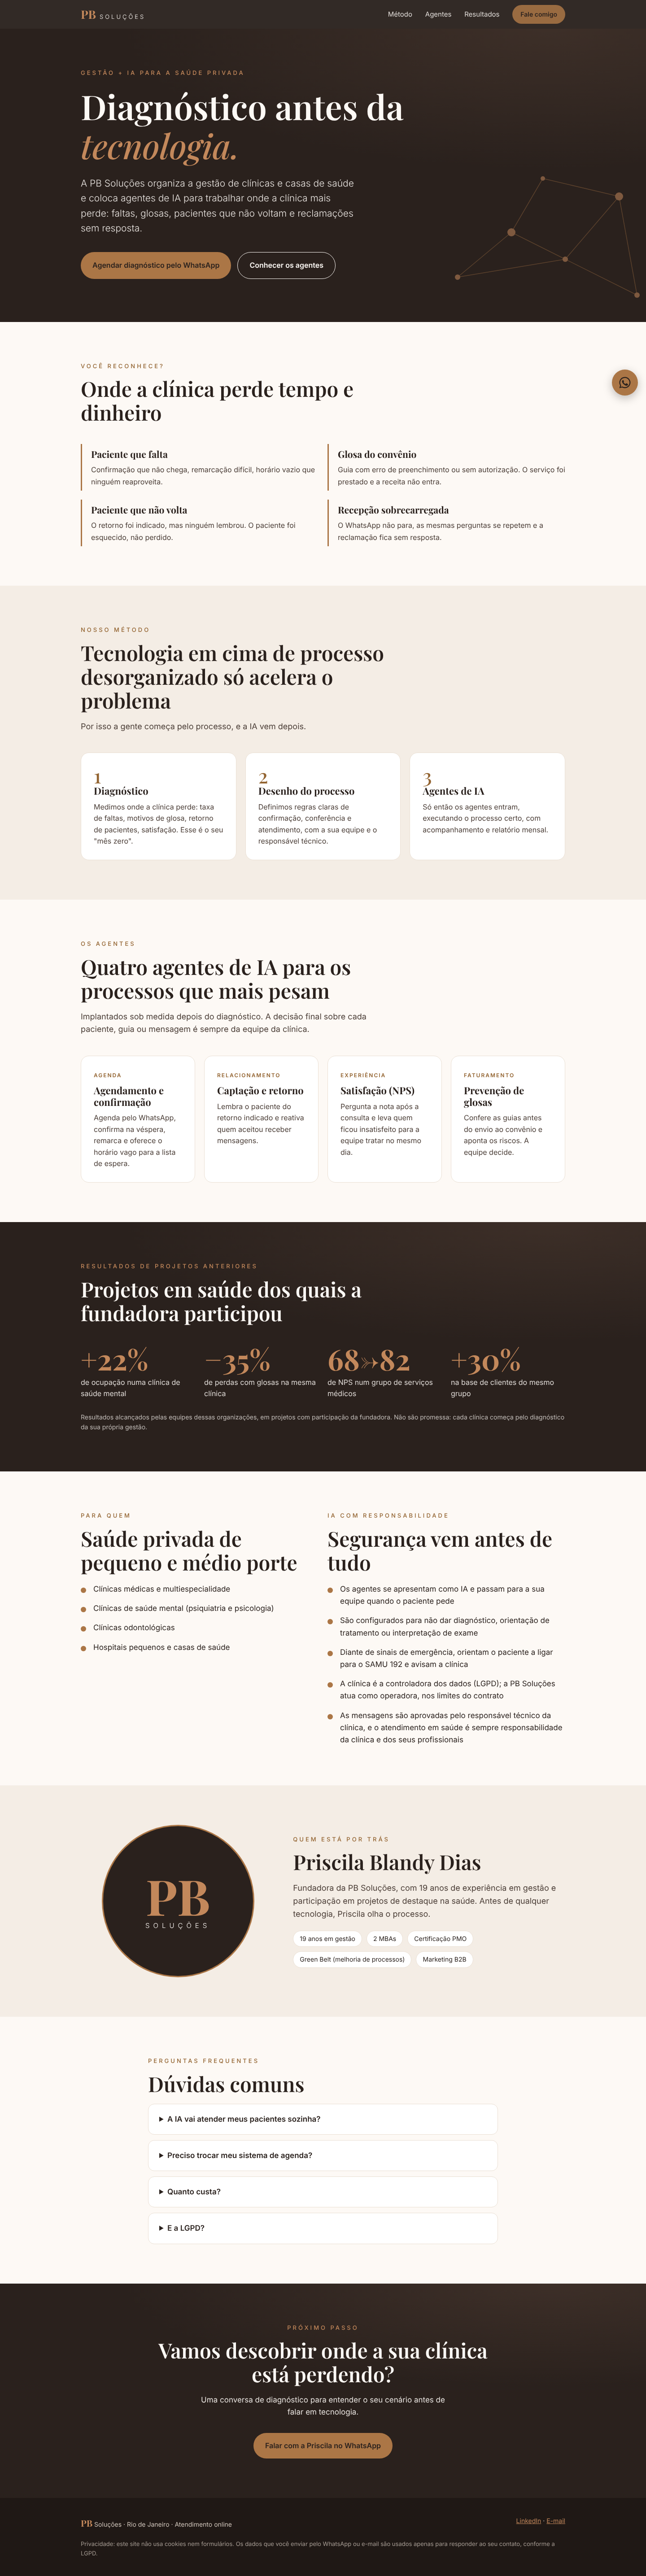 PB SOLUÇÕES
Método Agentes Resultados Fale comigo
GESTÃO + IA PARA A SAÚDE PRIVADA
Diagnóstico antes da
tecnologia.
A PB Soluções organiza a gestão de clínicas e casas de saúde
e coloca agentes de IA para trabalhar onde a clínica mais
perde: faltas, glosas, pacientes que não voltam e reclamações
sem resposta.
Agendar diagnóstico pelo WhatsApp
Conhecer os agentes
VOCÊ RECONHECE?
Onde a clínica perde tempo e
dinheiro
Paciente que falta
Confirmação que não chega, remarcação difícil, horário vazio que
ninguém reaproveita.
Glosa do convênio
Guia com erro de preenchimento ou sem autorização. O serviço foi
prestado e a receita não entra.
Paciente que não volta
O retorno foi indicado, mas ninguém lembrou. O paciente foi
esquecido, não perdido.
Recepção sobrecarregada
O WhatsApp não para, as mesmas perguntas se repetem e a
reclamação fica sem resposta.
NOSSO MÉTODO
Tecnologia em cima de processo
desorganizado só acelera o
problema
Por isso a gente começa pelo processo, e a IA vem depois.
1
Diagnóstico
Medimos onde a clínica perde: taxa
de faltas, motivos de glosa, retorno
de pacientes, satisfação. Esse é o seu
"mês zero".
2
Desenho do processo
Definimos regras claras de
confirmação, conferência e
atendimento, com a sua equipe e o
responsável técnico.
3
Agentes de IA
Só então os agentes entram,
executando o processo certo, com
acompanhamento e relatório mensal.
OS AGENTES
Quatro agentes de IA para os
processos que mais pesam
Implantados sob medida depois do diagnóstico. A decisão final sobre cada
paciente, guia ou mensagem é sempre da equipe da clínica.
AGENDA
Agendamento e
confirmação
Agenda pelo WhatsApp,
confirma na véspera,
remarca e oferece o
horário vago para a lista
de espera.
RELACIONAMENTO
Captação e retorno
Lembra o paciente do
retorno indicado e reativa
quem aceitou receber
mensagens.
EXPERIÊNCIA
Satisfação (NPS)
Pergunta a nota após a
consulta e leva quem
ficou insatisfeito para a
equipe tratar no mesmo
dia.
FATURAMENTO
Prevenção de
glosas
Confere as guias antes
do envio ao convênio e
aponta os riscos. A
equipe decide.
RESULTADOS DE PROJETOS ANTERIORES
Projetos em saúde dos quais a
fundadora participou
+22%
de ocupação numa clínica de
saúde mental
−35%
de perdas com glosas na mesma
clínica
68→82
de NPS num grupo de serviços
médicos
+30%
na base de clientes do mesmo
grupo
Resultados alcançados pelas equipes dessas organizações, em projetos com participação da fundadora. Não são promessa: cada clínica começa pelo diagnóstico
da sua própria gestão.
PARA QUEM
Saúde privada de
pequeno e médio porte
Clínicas médicas e multiespecialidade
Clínicas de saúde mental (psiquiatria e psicologia)
Clínicas odontológicas
Hospitais pequenos e casas de saúde
IA COM RESPONSABILIDADE
Segurança vem antes de
tudo
Os agentes se apresentam como IA e passam para a sua
equipe quando o paciente pede
São configurados para não dar diagnóstico, orientação de
tratamento ou interpretação de exame
Diante de sinais de emergência, orientam o paciente a ligar
para o SAMU 192 e avisam a clínica
A clínica é a controladora dos dados (LGPD); a PB Soluções
atua como operadora, nos limites do contrato
As mensagens são aprovadas pelo responsável técnico da
clínica, e o atendimento em saúde é sempre responsabilidade
da clínica e dos seus profissionais
PB
SOLUÇÕES
QUEM ESTÁ POR TRÁS
Priscila Blandy Dias
Fundadora da PB Soluções, com 19 anos de experiência em gestão e
participação em projetos de destaque na saúde. Antes de qualquer
tecnologia, Priscila olha o processo.
19 anos em gestão
2 MBAs
Certificação PMO
Green Belt (melhoria de processos)
Marketing B2B
PERGUNTAS FREQUENTES
Dúvidas comuns
A IA vai atender meus pacientes sozinha?
Preciso trocar meu sistema de agenda?
Quanto custa?
E a LGPD?
PRÓXIMO PASSO
Vamos descobrir onde a sua clínica
está perdendo?
Uma conversa de diagnóstico para entender o seu cenário antes de
falar em tecnologia.
Falar com a Priscila no WhatsApp
PB Soluções · Rio de Janeiro · Atendimento online
LinkedIn · E-mail
Privacidade: este site não usa cookies nem formulários. Os dados que você enviar pelo WhatsApp ou e-mail são usados apenas para responder ao seu contato, conforme a
LGPD.